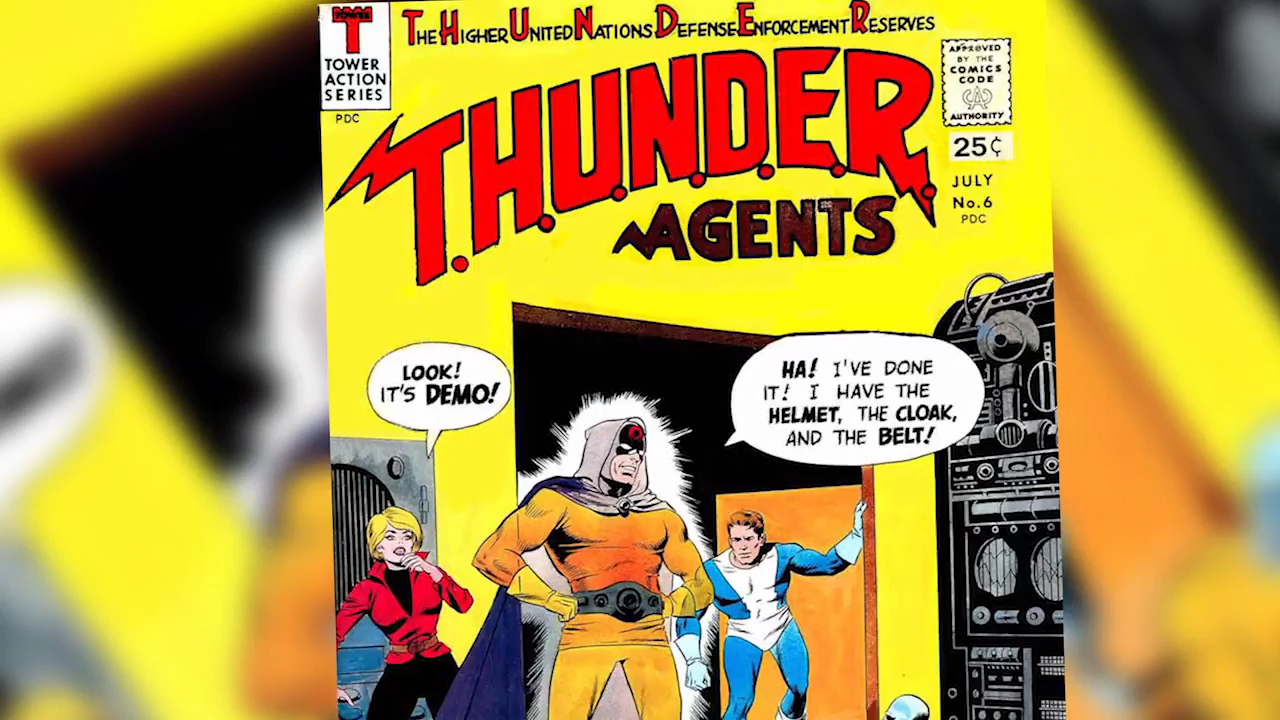 THE HIGHER UNITED NATIONS DEFENSE ENFORCEMENT RESERVES
TOWER
T
TOWER
ACTION
SERIES
PDC
APPROVED
BY THE
COMICS
CODE
CA
AUTHORITY
T.H.U.N.D.E.R.
AGENTS
25¢
JULY
No.6
PDC
LOOK!
IT'S DEMO!
HA! I'VE DONE
IT! I HAVE THE
HELMET, THE CLOAK,
AND THE BELT!